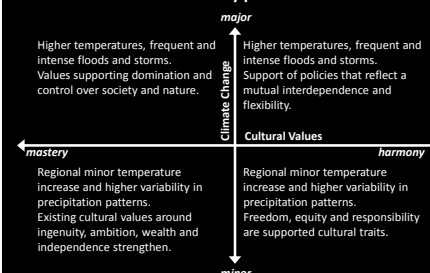 major
Higher temperatures, frequent and
intense floods and storms.
Values supporting domination and
control over society and nature.
Climate Change
Higher temperatures, frequent and
intense floods and storms.
Support of policies that reflect a
mutual interdependence and
flexibility.
Cultural Values
mastery
harmony
Regional minor temperature
increase and higher variability in
precipitation patterns.
Existing cultural values around
ingenuity, ambition, wealth and
independence strengthen.
Regional minor temperature
increase and higher variability in
precipitation patterns.
Freedom, equity and responsibility
are supported cultural traits.
minor